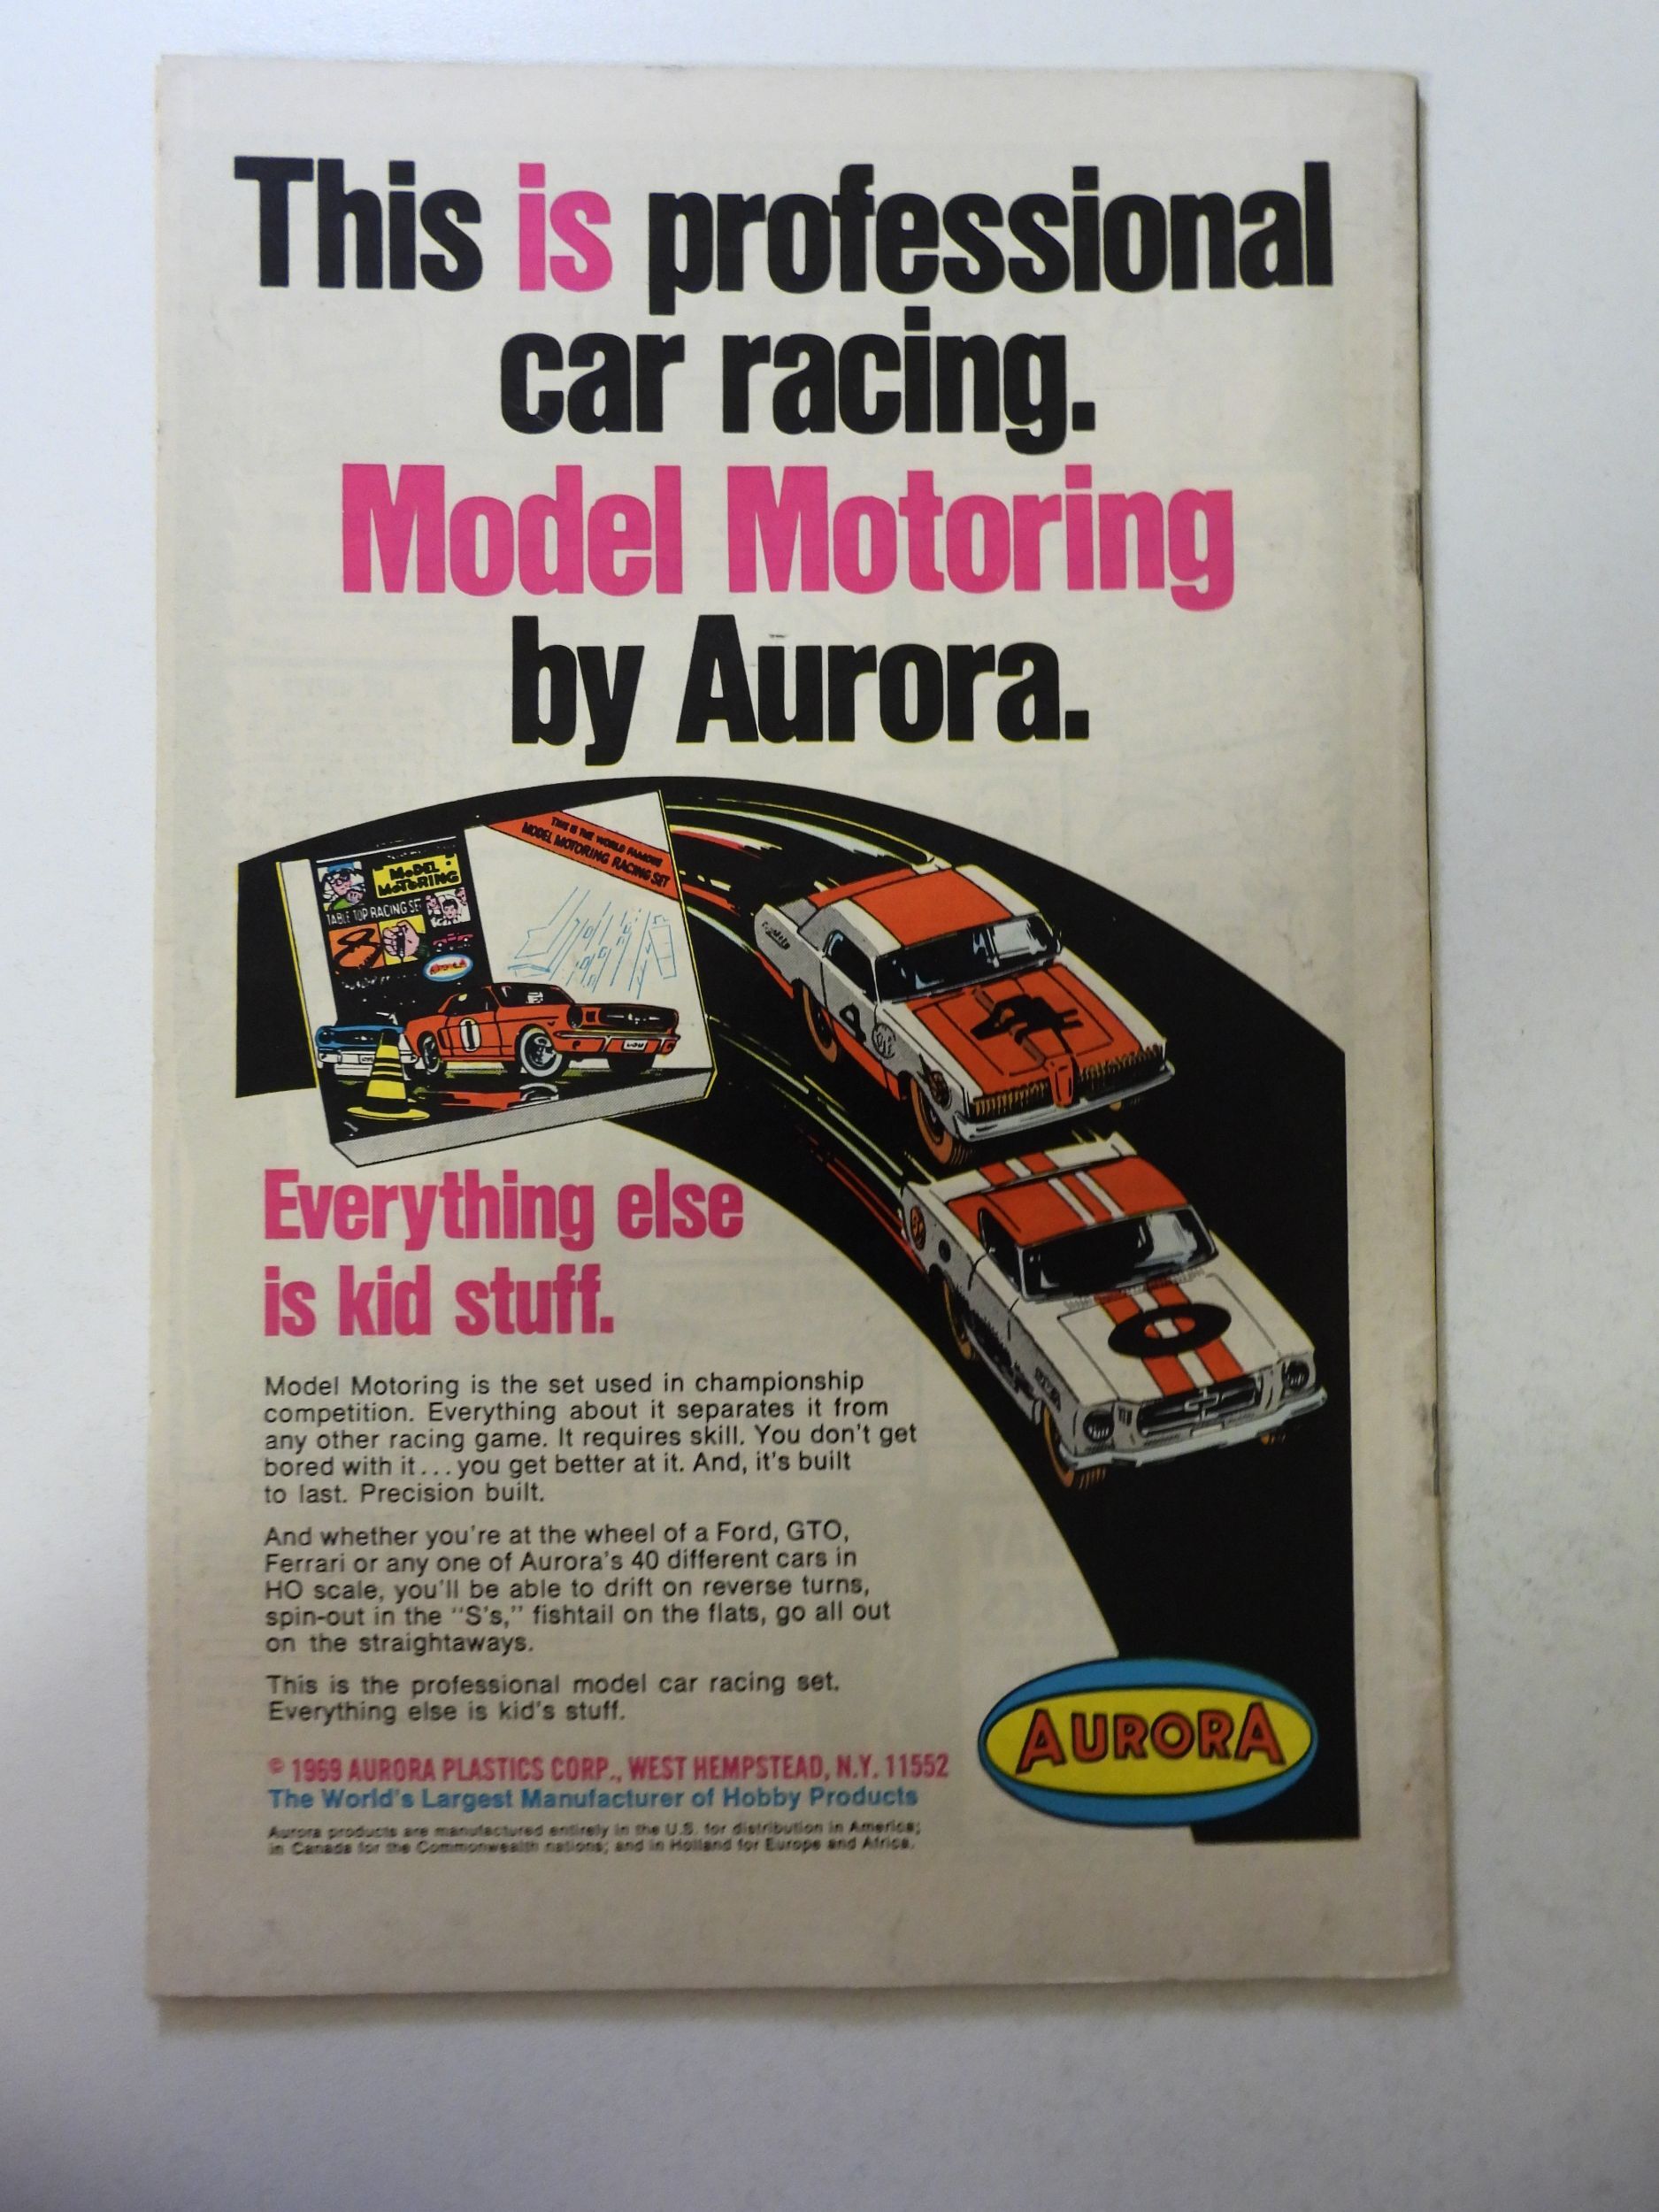 This is professional
car racing.
Model Motoring
by Aurora.
THIS IS THE WORLD FAMOUS
MODEL MOTORING RACING SET
MODEL
MOTORING
TABLE TOP RACING SET
AURORA
Everything else
is kid stuff.
Model Motoring is the set used in championship
competition. Everything about it separates it from
any other racing game. It requires skill. You don't get
bored with it...you get better at it. And, it's built
to last. Precision built.
And whether you're at the wheel of a Ford, GTO,
Ferrari or any one of Aurora's 40 different cars in
HO scale, you'll be able to drift on reverse turns,
spin-out in the "S's," fishtail on the flats, go all out
on the straightaways.
This is the professional model car racing set.
Everything else is kid's stuff.
AURORA
© 1969 AURORA PLASTICS CORP., WEST HEMPSTEAD, N.Y. 11552
The World's Largest Manufacturer of Hobby Products
Aurora products are manufactured entirely in the U.S. for distribution in America;
in Canada for the Commonwealth nations; and in Holland for Europe and Africa.